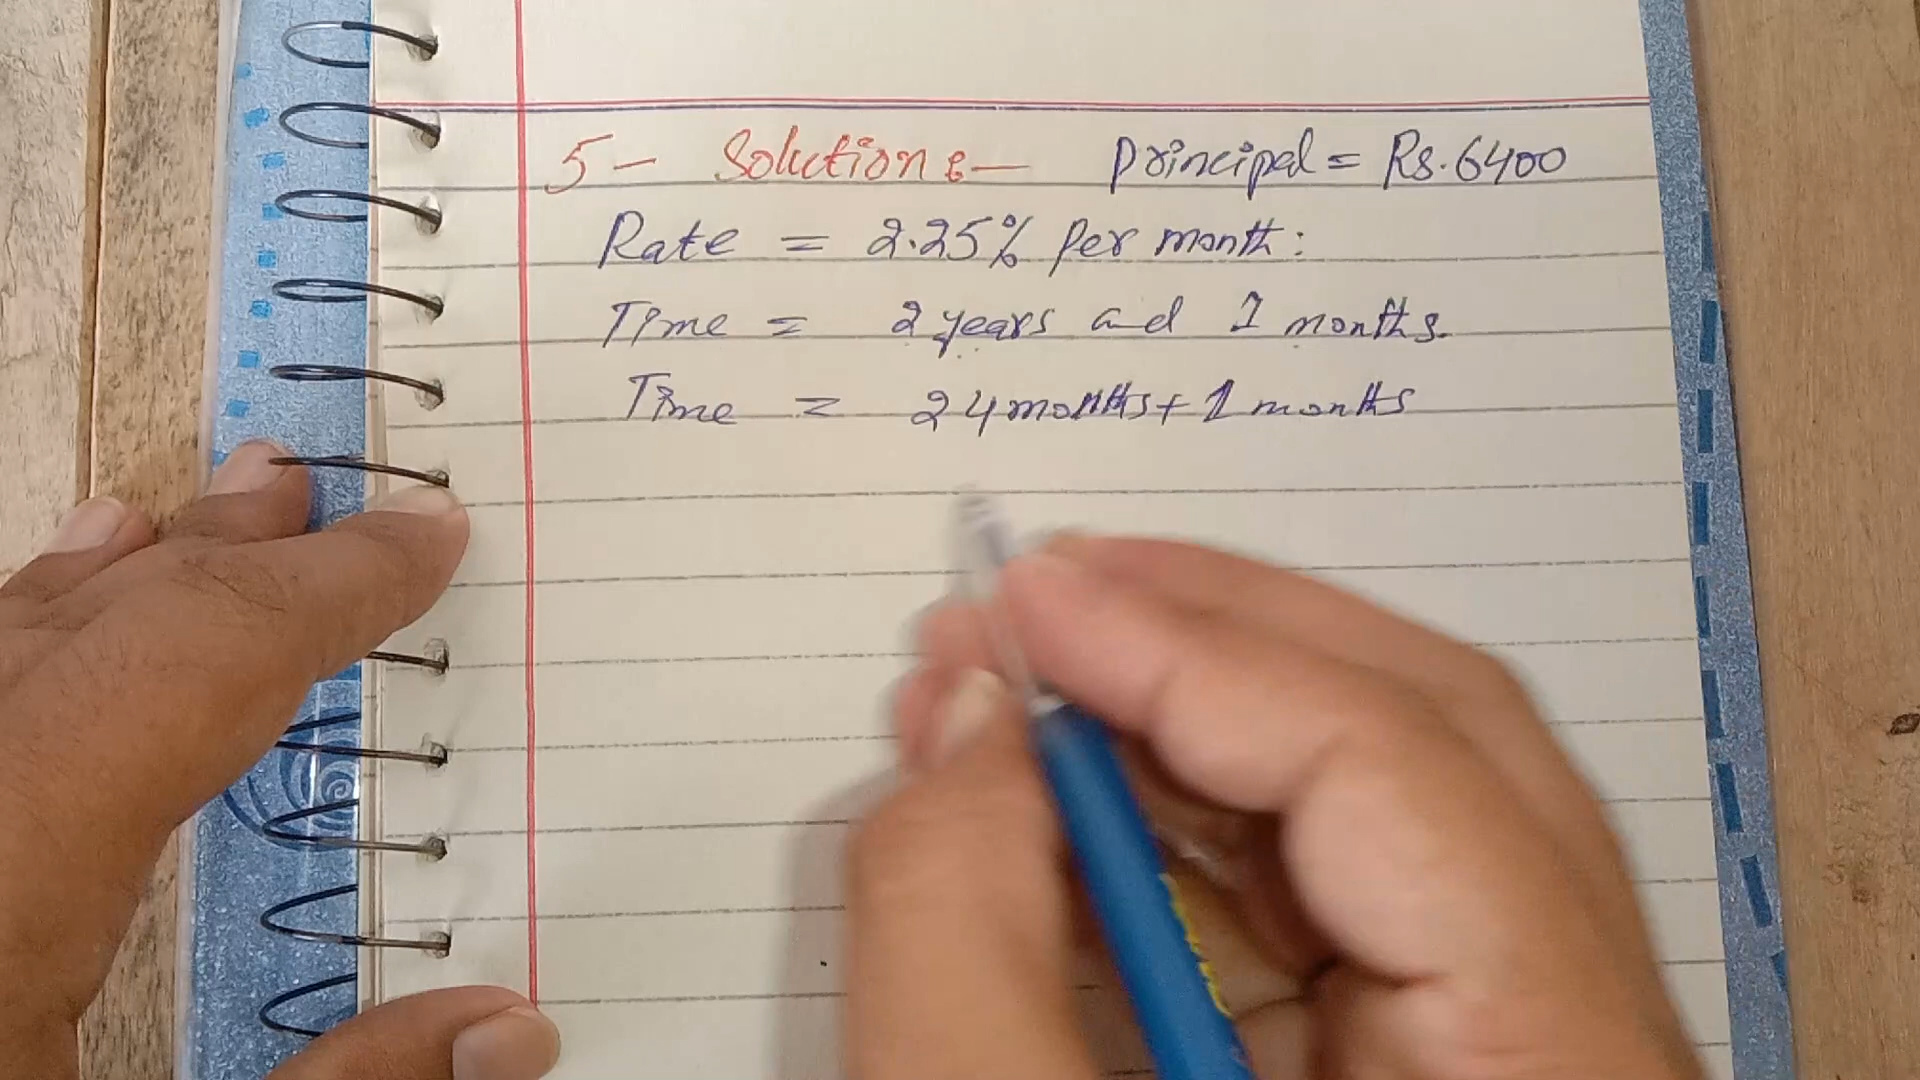 5- Solution:- Principal = Rs.6400
Rate = 2.25% Per month:
Time = 2 years and 1 months.
Time = 24 months + 1 months